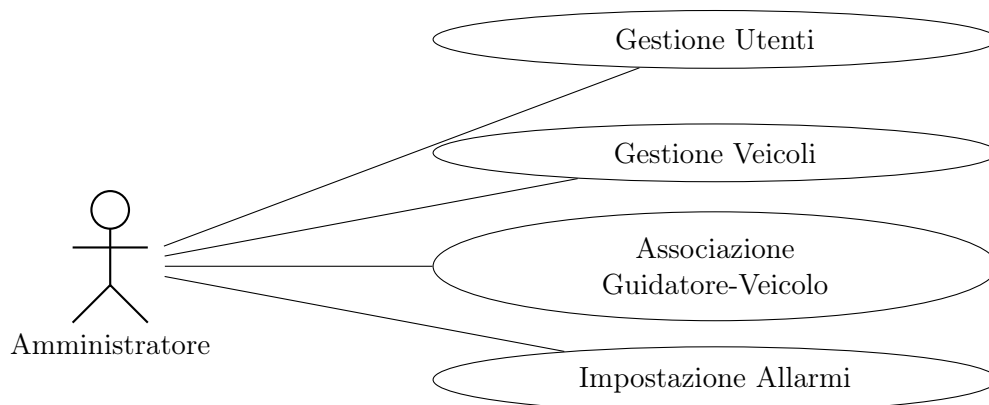 Gestione Utenti
Gestione Veicoli
Associazione
Guidatore-Veicolo
Amministratore
Impostazione Allarmi